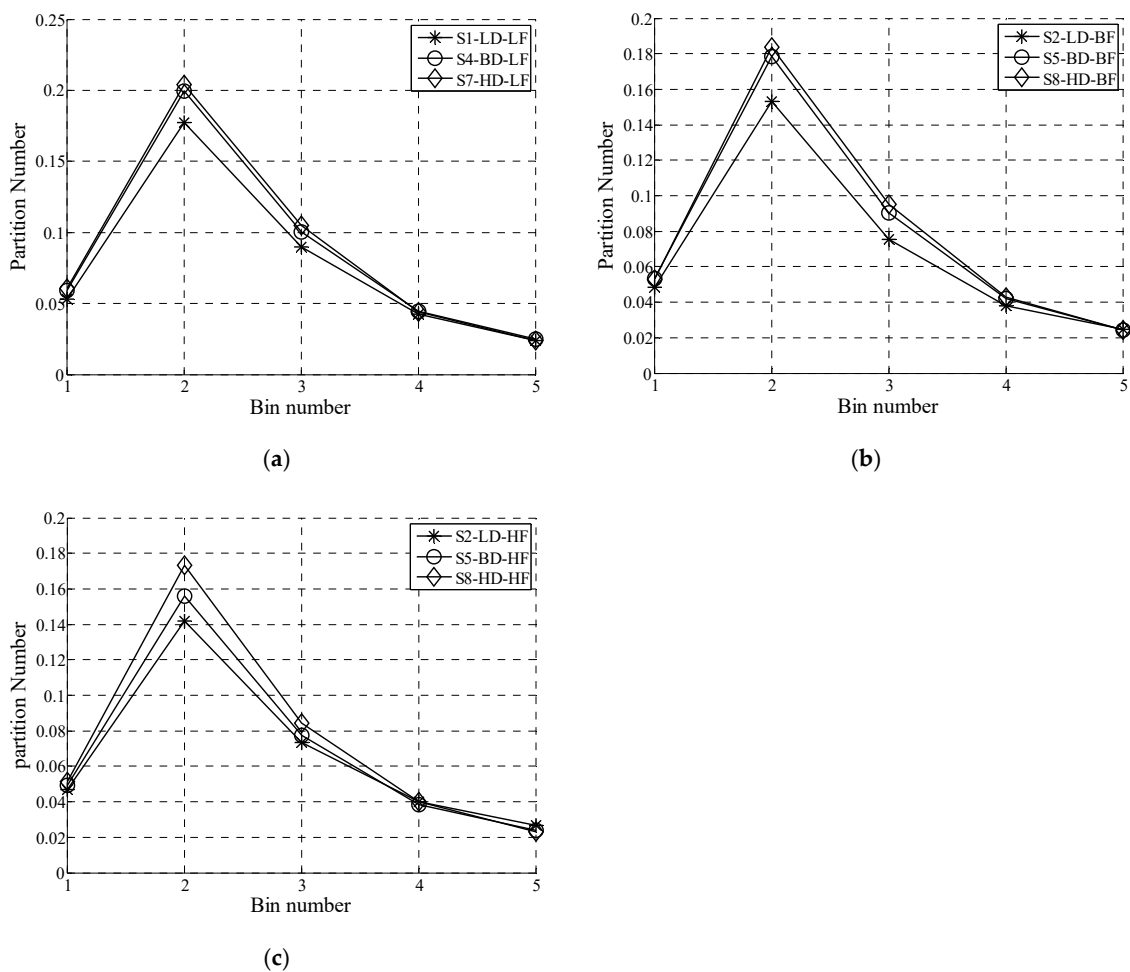 0.25
0.2
0.15
0.1
0.05
0
Partition Number
S1-LD-LF
S4-BD-LF
S7-HD-LF
1 2 3 4 5
Bin number
(a)
0.2
0.18
0.16
0.14
0.12
0.1
0.08
0.06
0.04
0.02
0
Partition Number
S2-LD-BF
S5-BD-BF
S8-HD-BF
1 2 3 4 5
Bin number
(b)
0.2
0.18
0.16
0.14
0.12
0.1
0.08
0.06
0.04
0.02
0
partition Number
S2-LD-HF
S5-BD-HF
S8-HD-HF
1 2 3 4 5
Bin number
(c)